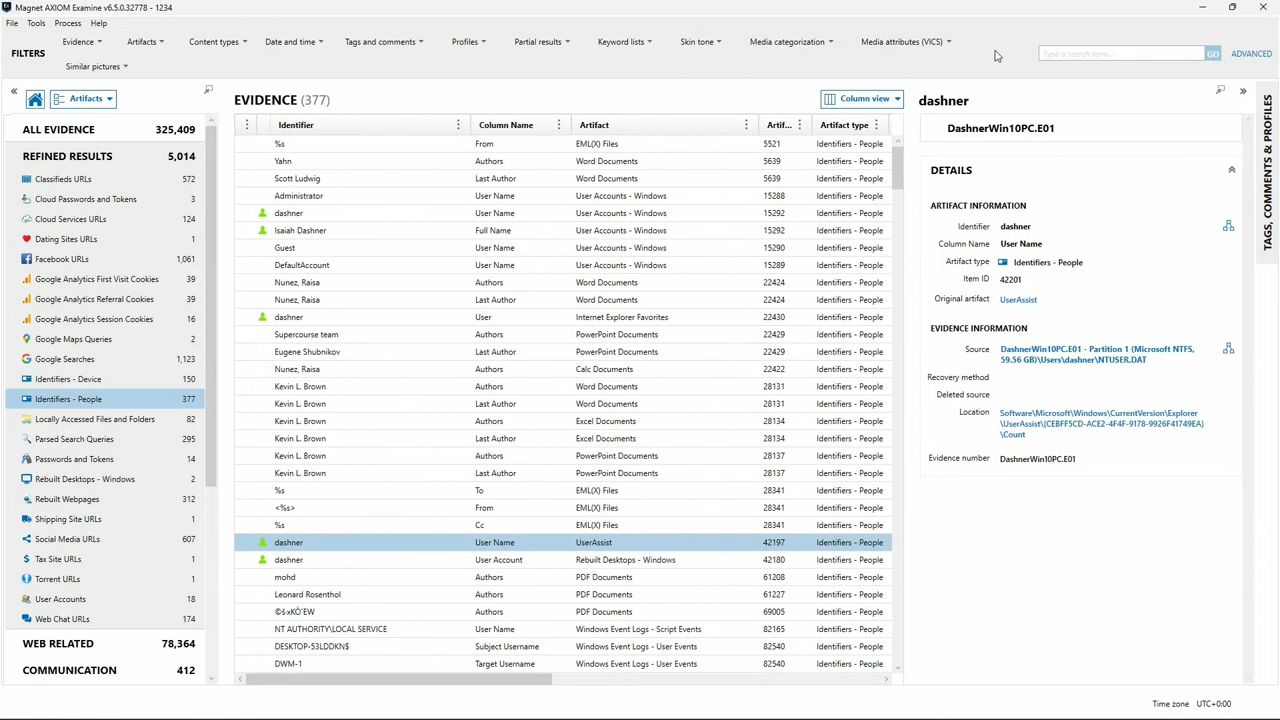 Magnet AXIOM Examine v6.5.0.32778 - 1234
File Tools Process Help
FILTERS
Evidence Artifacts Content types Date and time Tags and comments Profiles Partial results Keyword lists Skin tone Media categorization Media attributes (VICS)
Similar pictures
Type a search term... GO ADVANCED
Artifacts
ALL EVIDENCE 325,409
REFINED RESULTS 5,014
Classifieds URLs 572
Cloud Passwords and Tokens 3
Cloud Services URLs 124
Dating Sites URLs 1
Facebook URLs 1,061
Google Analytics First Visit Cookies 39
Google Analytics Referral Cookies 39
Google Analytics Session Cookies 16
Google Maps Queries 2
Google Searches 1,123
Identifiers - Device 150
Identifiers - People 377
Locally Accessed Files and Folders 82
Parsed Search Queries 295
Passwords and Tokens 14
Rebuilt Desktops - Windows 2
Rebuilt Webpages 312
Shipping Site URLs 1
Social Media URLs 607
Tax Site URLs 1
Torrent URLs 1
User Accounts 18
Web Chat URLs 174
WEB RELATED 78,364
COMMUNICATION 412
EVIDENCE (377)
Column view
Identifier Column Name Artifact Artif... Artifact type
%s From EML(X) Files 5521 Identifiers - People
Yahn Authors Word Documents 5639 Identifiers - People
Scott Ludwig Last Author Word Documents 5639 Identifiers - People
Administrator User Name User Accounts - Windows 15288 Identifiers - People
dashner User Name User Accounts - Windows 15292 Identifiers - People
Isaiah Dashner Full Name User Accounts - Windows 15292 Identifiers - People
Guest User Name User Accounts - Windows 15290 Identifiers - People
DefaultAccount User Name User Accounts - Windows 15289 Identifiers - People
Nunez, Raisa Authors Word Documents 22424 Identifiers - People
Nunez, Raisa Last Author Word Documents 22424 Identifiers - People
dashner User Internet Explorer Favorites 22430 Identifiers - People
Supercourse team Authors PowerPoint Documents 22429 Identifiers - People
Eugene Shubnikov Last Author PowerPoint Documents 22429 Identifiers - People
Nunez, Raisa Authors Calc Documents 22422 Identifiers - People
Kevin L. Brown Authors Word Documents 28131 Identifiers - People
Kevin L. Brown Last Author Word Documents 28131 Identifiers - People
Kevin L. Brown Authors Excel Documents 28134 Identifiers - People
Kevin L. Brown Last Author Excel Documents 28134 Identifiers - People
Kevin L. Brown Authors PowerPoint Documents 28137 Identifiers - People
Kevin L. Brown Last Author PowerPoint Documents 28137 Identifiers - People
%s To EML(X) Files 28341 Identifiers - People
<%s> From EML(X) Files 28341 Identifiers - People
%s Cc EML(X) Files 28341 Identifiers - People
dashner User Name UserAssist 42197 Identifiers - People
dashner User Account Rebuilt Desktops - Windows 42180 Identifiers - People
mohd Authors PDF Documents 61208 Identifiers - People
Leonard Rosenthol Authors PDF Documents 61227 Identifiers - People
Authors PDF Documents 69005 Identifiers - People
NT AUTHORITY\LOCAL SERVICE User Name Windows Event Logs - Script Events 82165 Identifiers - People
DESKTOP-53LDDKN$ Subject Username Windows Event Logs - User Events 82540 Identifiers - People
DWM-1 Target Username Windows Event Logs - User Events 82540 Identifiers - People
dashner
DashnerWin10PC.E01
DETAILS
ARTIFACT INFORMATION
Identifier dashner
Column Name User Name
Artifact type Identifiers - People
Item ID 42201
Original artifact UserAssist
EVIDENCE INFORMATION
Source DashnerWin10PC.E01 - Partition 1 (Microsoft NTFS,
59.56 GB)\Users\dashner\NTUSER.DAT
Recovery method
Deleted source
Location Software\Microsoft\Windows\CurrentVersion\Explorer
\UserAssist\{CEBFF5CD-ACE2-4F4F-9178-9926F41749EA}
\Count
Evidence number DashnerWin10PC.E01
TAGS, COMMENTS & PROFILES
Time zone UTC+0:00